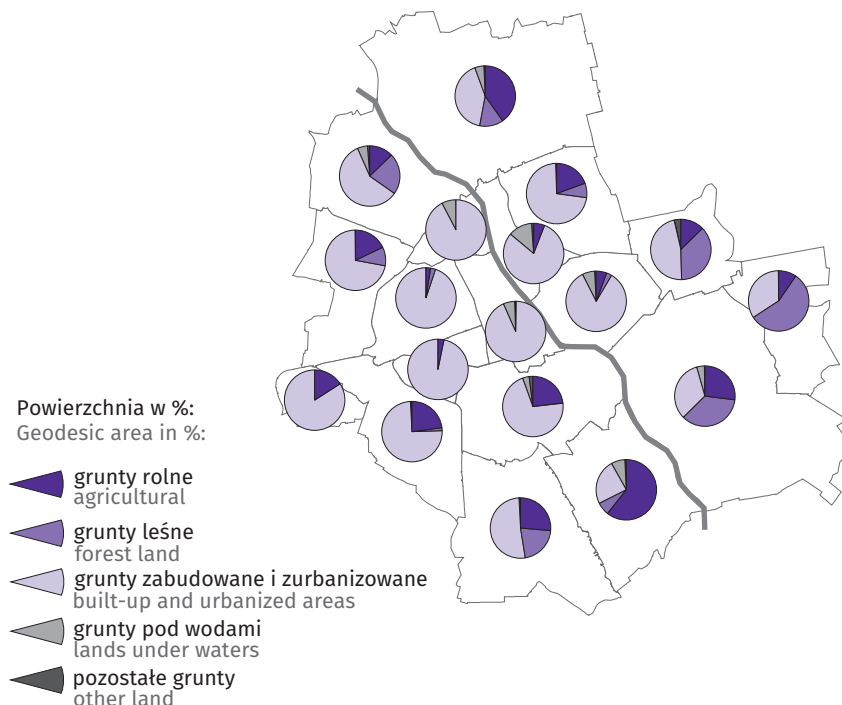 Powierzchnia w %:
Geodesic area in %:
grunty rolne
agricultural
grunty leśne
forest land
grunty zabudowane i zurbanizowane
built-up and urbanized areas
grunty pod wodami
lands under waters
pozostałe grunty
other land